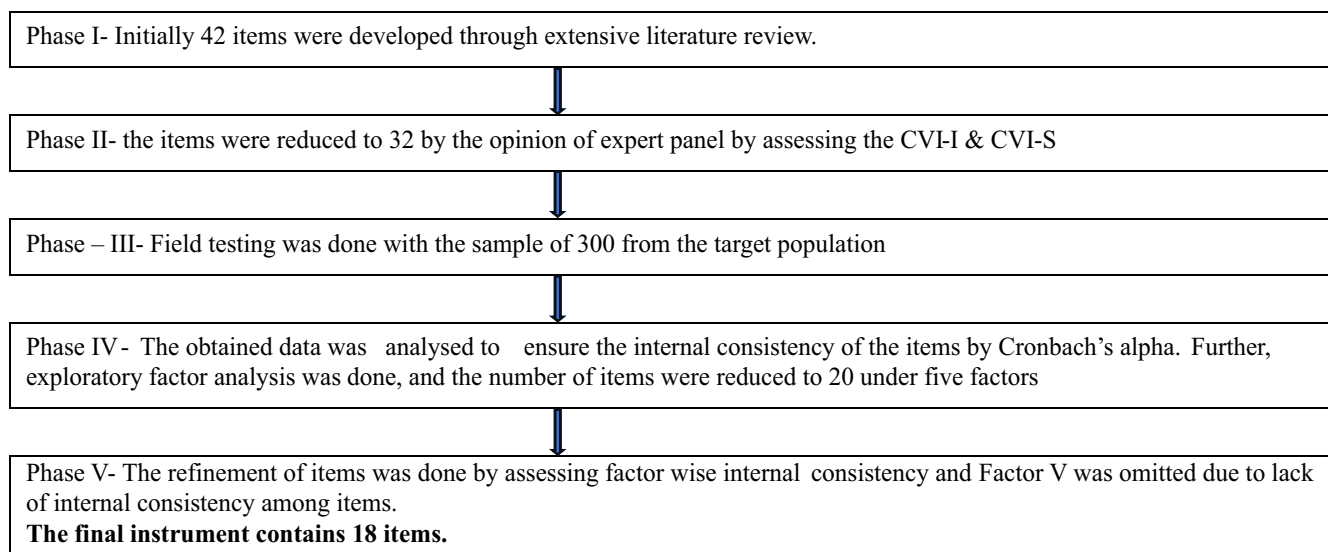 Phase I- Initially 42 items were developed through extensive literature review.
Phase II- the items were reduced to 32 by the opinion of expert panel by assessing the CVI-I & CVI-S
Phase – III- Field testing was done with the sample of 300 from the target population
Phase IV - The obtained data was analysed to ensure the internal consistency of the items by Cronbach’s alpha. Further,
exploratory factor analysis was done, and the number of items were reduced to 20 under five factors
Phase V- The refinement of items was done by assessing factor wise internal consistency and Factor V was omitted due to lack
of internal consistency among items.
The final instrument contains 18 items.